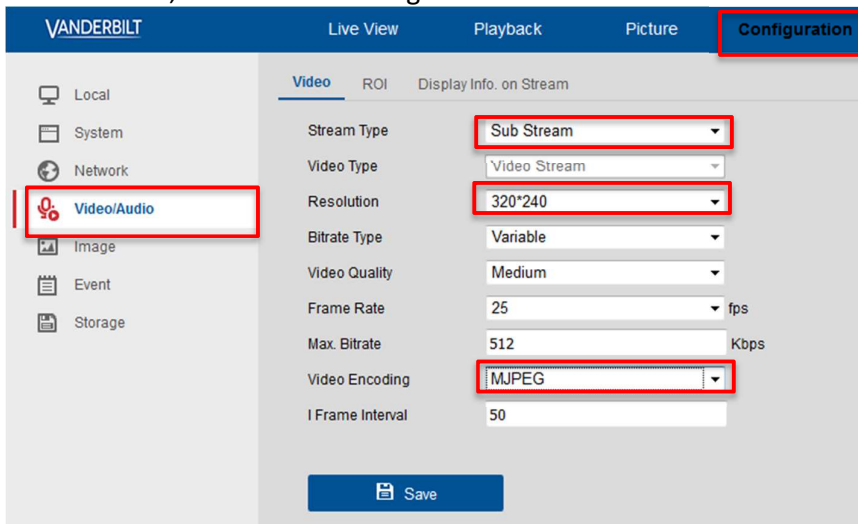 VANDERBILT Live View Playback Picture Configuration
Video ROI Display Info. on Stream
Local
System
Network
Video/Audio
Image
Event
Storage
Stream Type Sub Stream
Video Type Video Stream
Resolution 320*240
Bitrate Type Variable
Video Quality Medium
Frame Rate 25 fps
Max. Bitrate 512 Kbps
Video Encoding MJPEG
I Frame Interval 50
Save